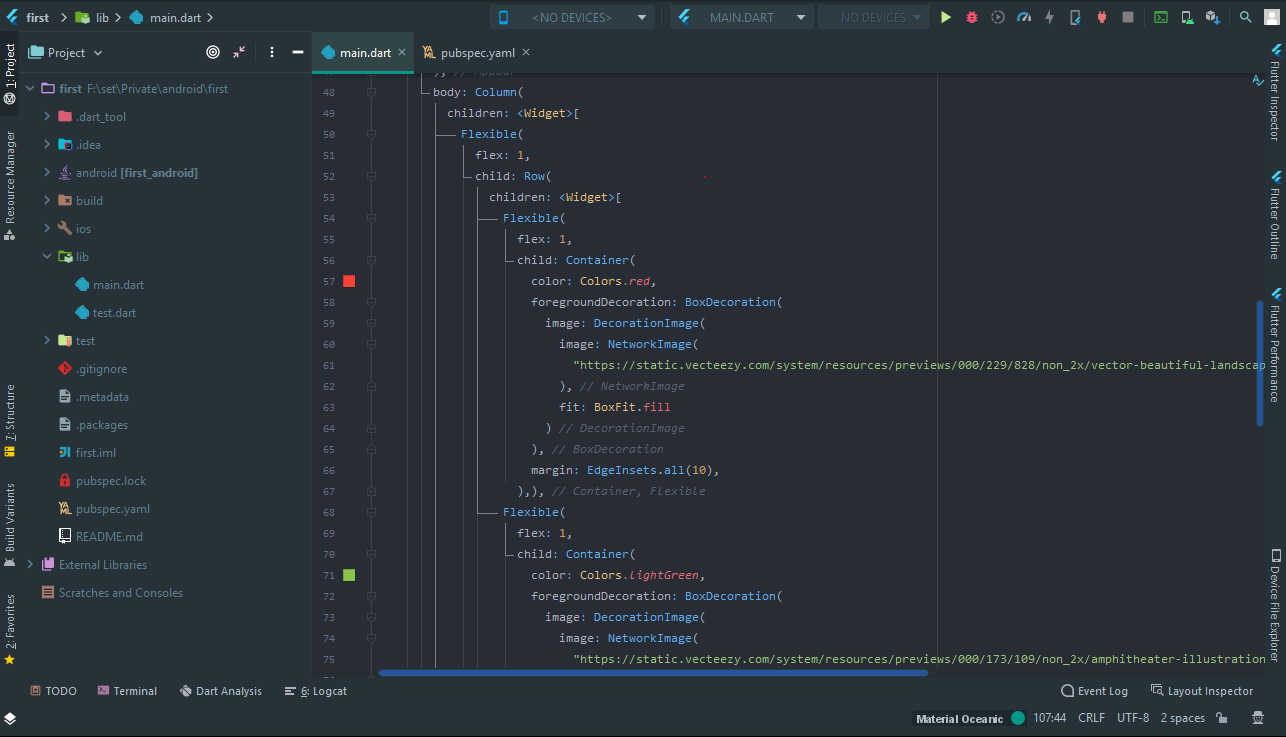 first
lib
main.dart
<NO DEVICES>
MAIN.DART
NO DEVICES
1: Project
Resource Manager
7: Structure
Build Variants
2: Favorites
Project
first F:\set\Private\android\first
.dart_tool
.idea
android [first_android]
build
ios
lib
main.dart
test.dart
test
.gitignore
.metadata
.packages
first.iml
pubspec.lock
pubspec.yaml
README.md
External Libraries
Scratches and Consoles
main.dart
pubspec.yaml
48 body: Column(
49 children: <Widget>[
50 Flexible(
51 flex: 1,
52 child: Row(
53 children: <Widget>[
54 Flexible(
55 flex: 1,
56 child: Container(
57 color: Colors.red,
58 foregroundDecoration: BoxDecoration(
59 image: DecorationImage(
60 image: NetworkImage(
61 "https://static.vecteezy.com/system/resources/previews/000/229/828/non_2x/vector-beautiful-landscap
62 ), // NetworkImage
63 fit: BoxFit.fill
64 ) // DecorationImage
65 ), // BoxDecoration
66 margin: EdgeInsets.all(10),
67 ),), // Container, Flexible
68 Flexible(
69 flex: 1,
70 child: Container(
71 color: Colors.lightGreen,
72 foregroundDecoration: BoxDecoration(
73 image: DecorationImage(
74 image: NetworkImage(
75 "https://static.vecteezy.com/system/resources/previews/000/173/109/non_2x/amphitheater-illustration
Flutter Inspector
Flutter Outline
Flutter Performance
Device File Explorer
TODO
Terminal
Dart Analysis
6: Logcat
Event Log
Layout Inspector
Material Oceanic
107:44
CRLF
UTF-8
2 spaces